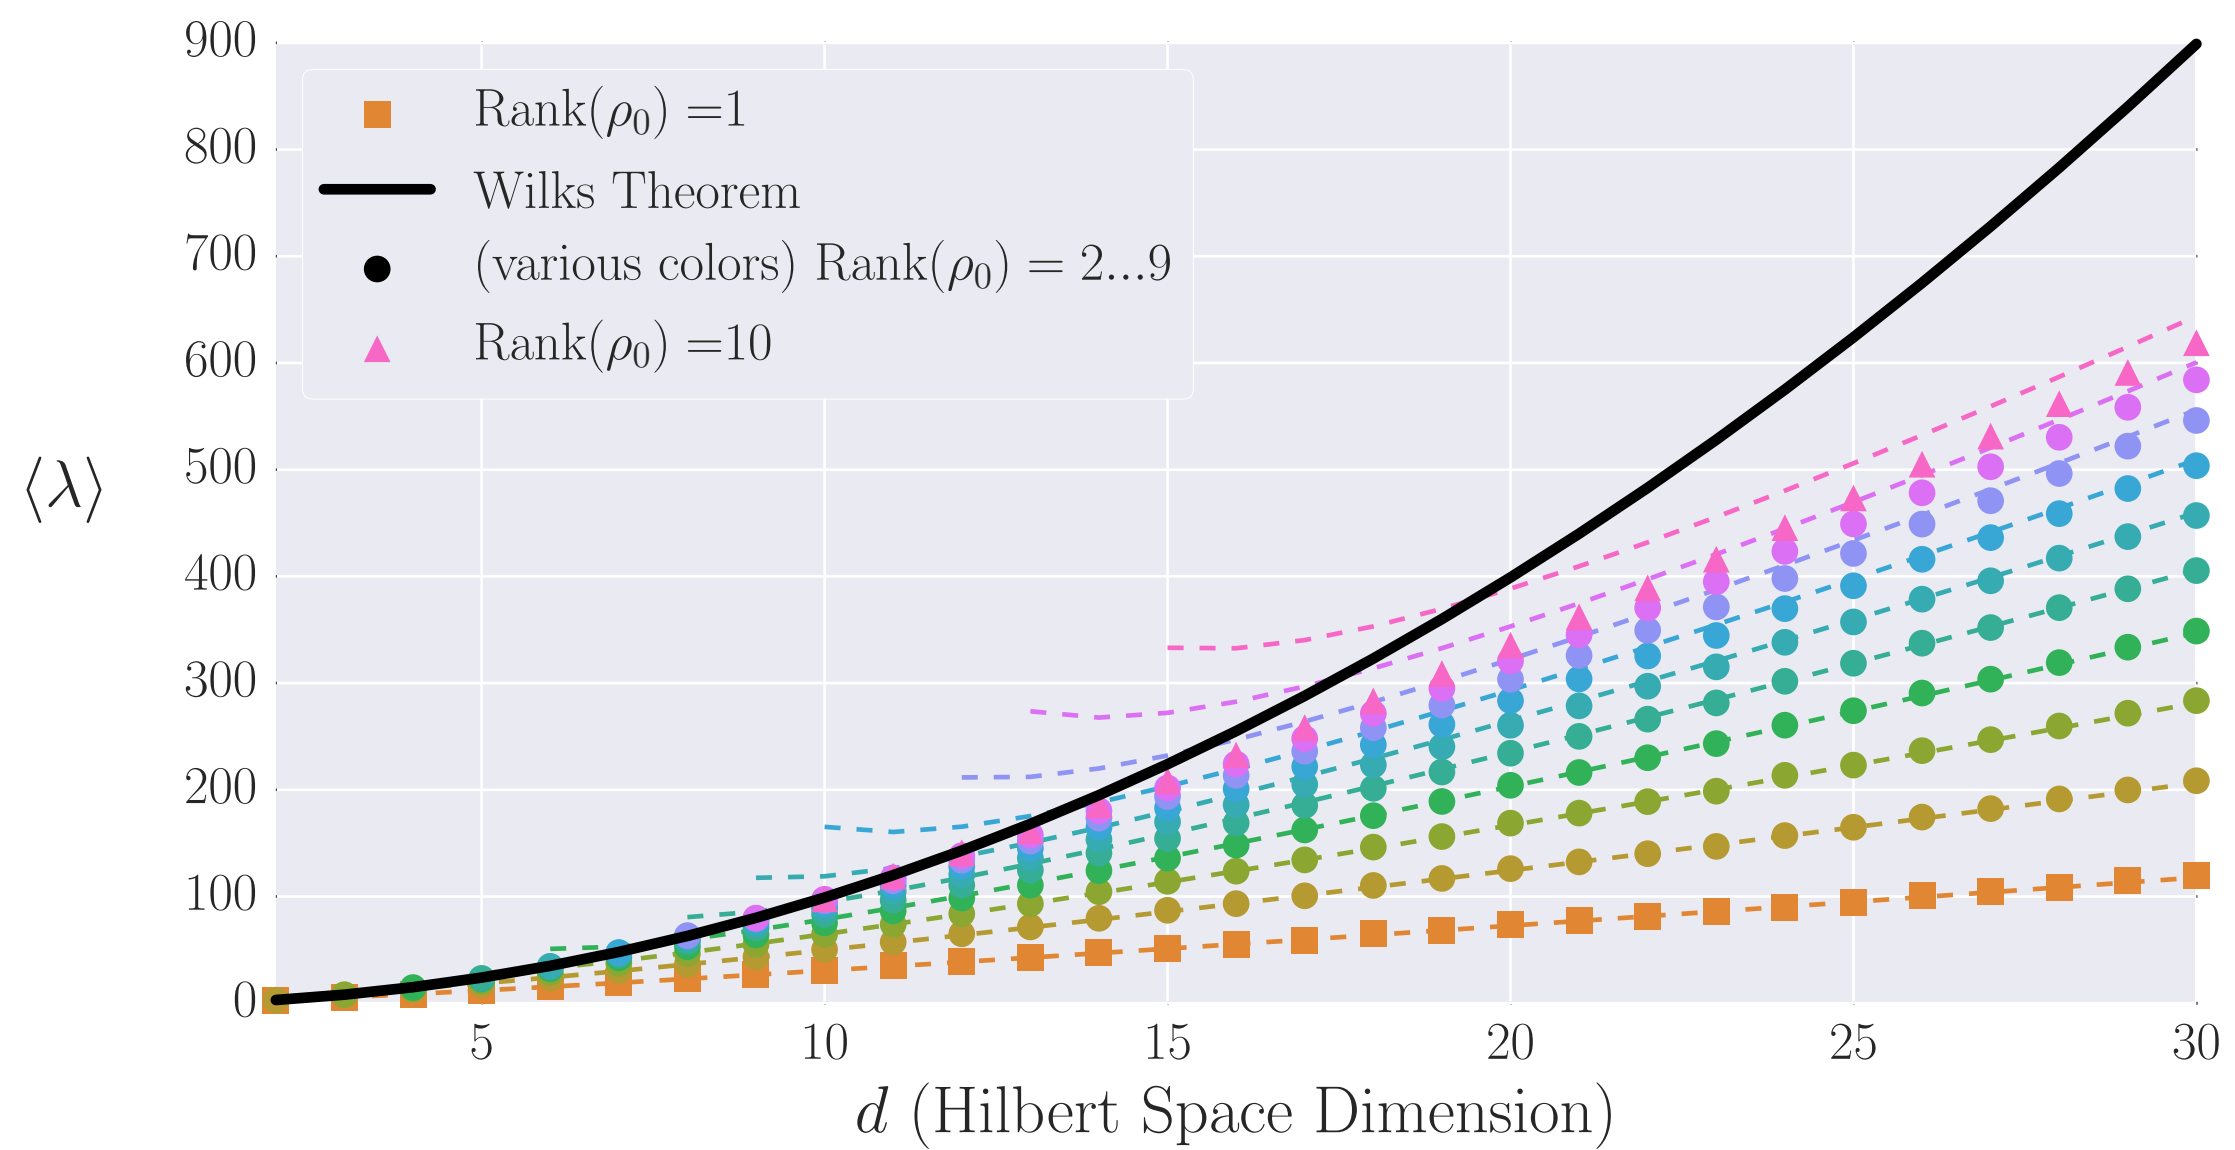 900
800
700
600
500
400
300
200
100
0
⟨λ⟩
Rank(ρ₀) =1
Wilks Theorem
(various colors) Rank(ρ₀) = 2...9
Rank(ρ₀) =10
5 10 15 20 25 30
d (Hilbert Space Dimension)